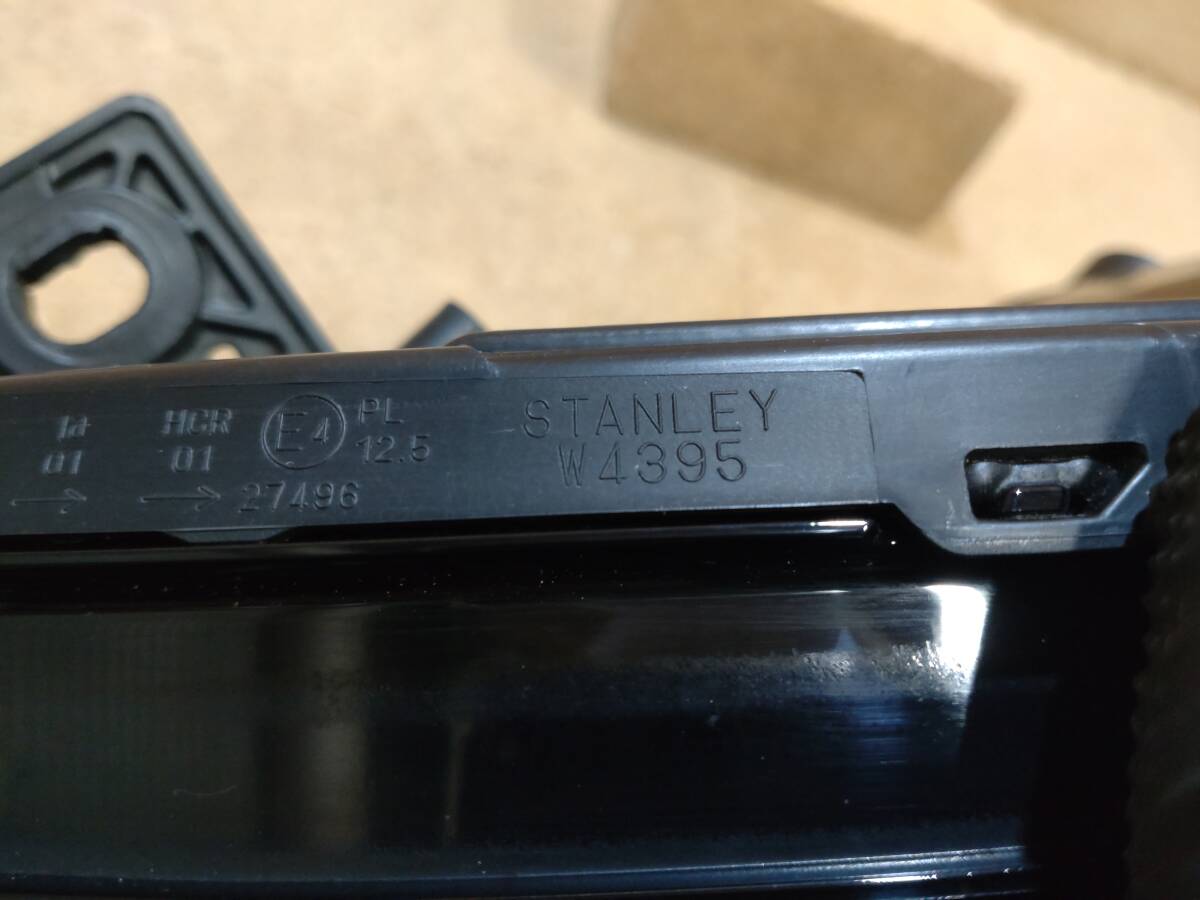 1a HCR E4 PL
01 01 12.5
→ → 27496
STANLEY
W4395